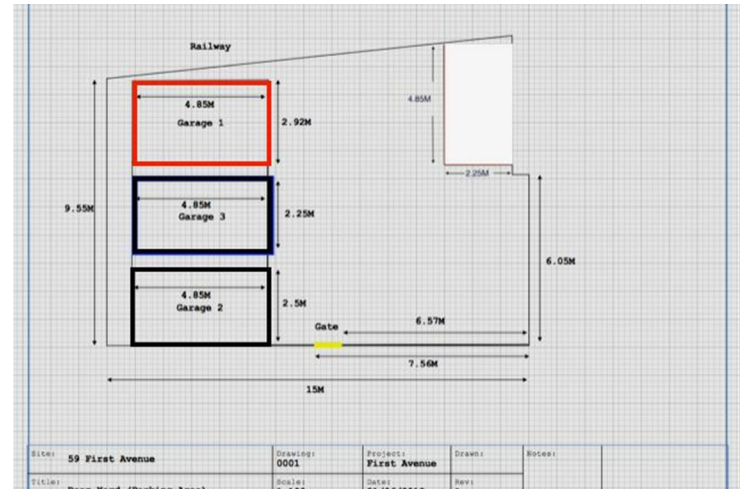 Railway
4.85M
Garage 1
2.92M
4.85M
2.25M
9.55M
4.85M
Garage 3
2.25M
6.05M
4.85M
Garage 2
2.5M
Gate
6.57M
7.56M
15M
Site: 59 First Avenue
Drawing: 0001
Project: First Avenue
Drawn:
Notes:
Title:
Scale:
Date:
Rev: